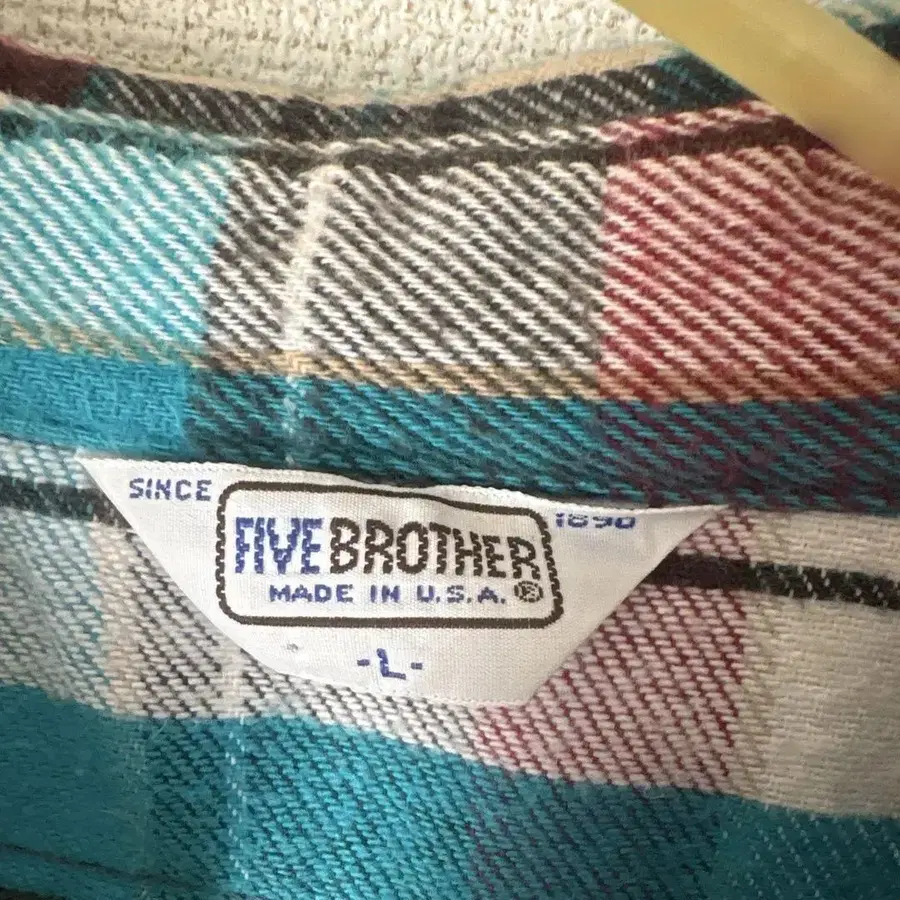 SINCE 1890
FIVE BROTHER
MADE IN U.S.A. ®
-L-